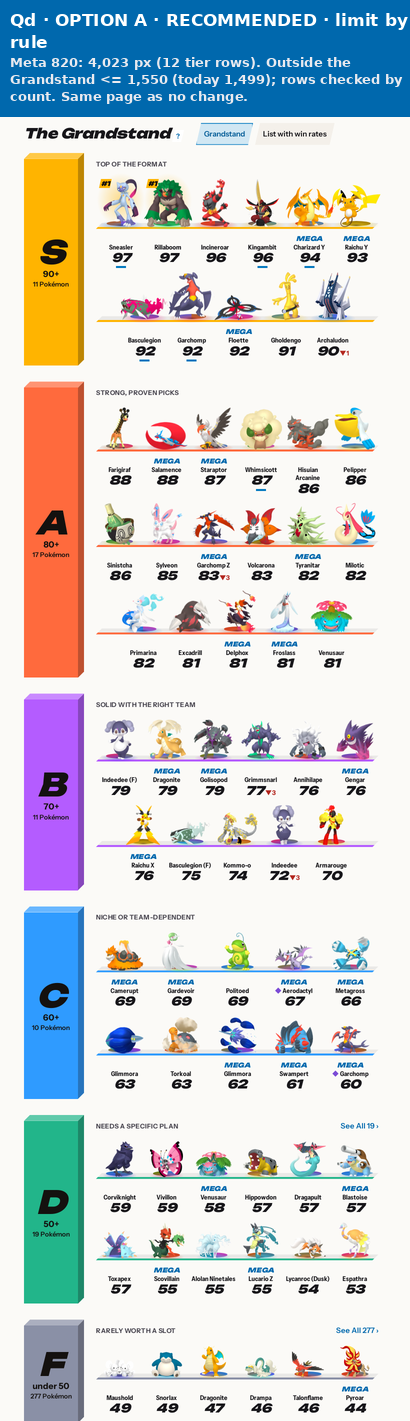 Qd · OPTION A · RECOMMENDED · limit by
rule
Meta 820: 4,023 px (12 tier rows). Outside the
Grandstand <= 1,550 (today 1,499); rows checked by
count. Same page as no change.
The Grandstand ?
Grandstand
List with win rates
S
90+
11 Pokémon
TOP OF THE FORMAT
#1 #1
MEGA MEGA
Sneasler Rillaboom Incineroar Kingambit Charizard Y Raichu Y
97 97 96 96 94 93
MEGA
Basculegion Garchomp Floette Gholdengo Archaludon
92 92 92 91 90▼1
A
80+
17 Pokémon
STRONG, PROVEN PICKS
MEGA MEGA
Farigiraf Salamence Staraptor Whimsicott Hisuian Arcanine Pelipper
88 88 87 87 86 86
MEGA MEGA
Sinistcha Sylveon Garchomp Z Volcarona Tyranitar Milotic
86 85 83▼3 83 82 82
MEGA MEGA
Primarina Excadrill Delphox Froslass Venusaur
82 81 81 81 81
B
70+
11 Pokémon
SOLID WITH THE RIGHT TEAM
MEGA MEGA MEGA
Indeedee (F) Dragonite Golisopod Grimmsnarl Annihilape Gengar
79 79 79 77▼3 76 76
MEGA
Raichu X Basculegion (F) Kommo-o Indeedee Armarouge
76 75 74 72▼3 70
C
60+
10 Pokémon
NICHE OR TEAM-DEPENDENT
MEGA MEGA MEGA MEGA
Camerupt Gardevoir Politoed ◆ Aerodactyl Metagross
69 69 69 67 66
MEGA MEGA MEGA
Glimmora Torkoal Glimmora Swampert ◆ Garchomp
63 63 62 61 60
D
50+
19 Pokémon
NEEDS A SPECIFIC PLAN
See All 19 ›
MEGA MEGA
Corviknight Vivillon Venusaur Hippowdon Dragapult Blastoise
59 59 58 57 57 57
MEGA MEGA
Toxapex Scovillain Alolan Ninetales Lucario Z Lycanroc (Dusk) Espathra
57 55 55 55 54 53
F
under 50
277 Pokémon
RARELY WORTH A SLOT
See All 277 ›
MEGA
Maushold Snorlax Dragonite Drampa Talonflame Pyroar
49 49 47 46 46 44